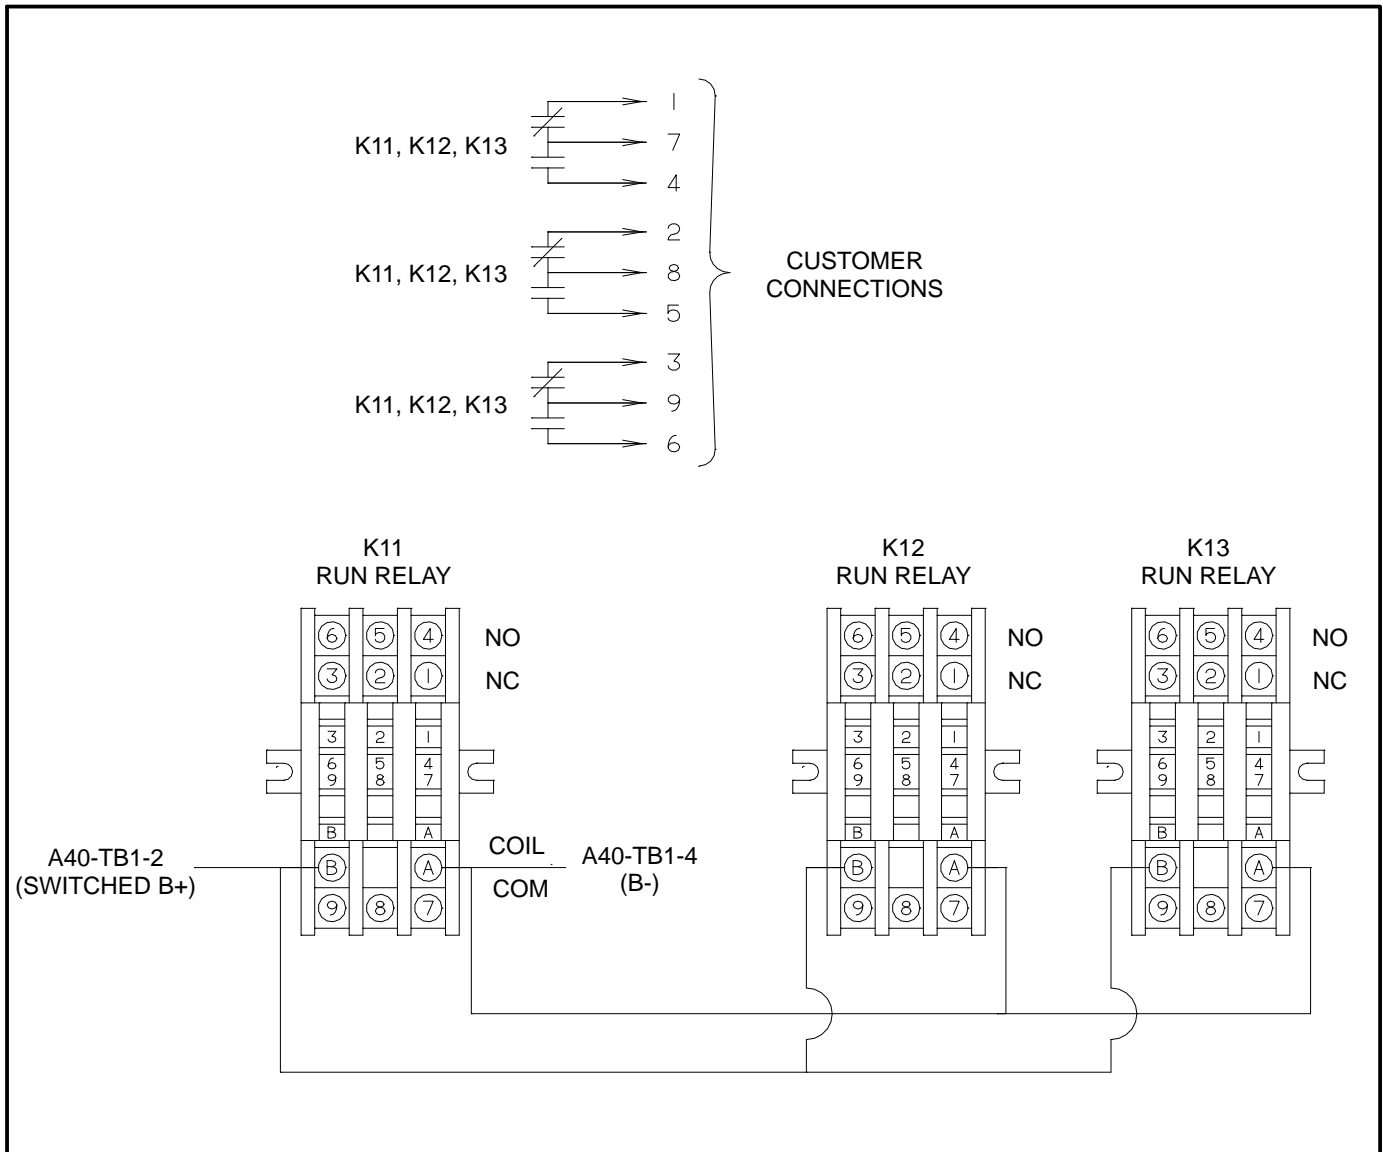 1
K11, K12, K13
7
4
2
K11, K12, K13
8
CUSTOMER
CONNECTIONS
5
3
K11, K12, K13
9
6
K11
RUN RELAY
K12
RUN RELAY
K13
RUN RELAY
6 5 4 NO
3 2 1 NC
3 2 1
6 5 4
9 8 7
B A
B A
9 8 7
A40-TB1-2
(SWITCHED B+)
COIL
COM
A40-TB1-4
(B-)
6 5 4 NO
3 2 1 NC
3 2 1
6 5 4
9 8 7
B A
B A
9 8 7
6 5 4 NO
3 2 1 NC
3 2 1
6 5 4
9 8 7
B A
B A
9 8 7